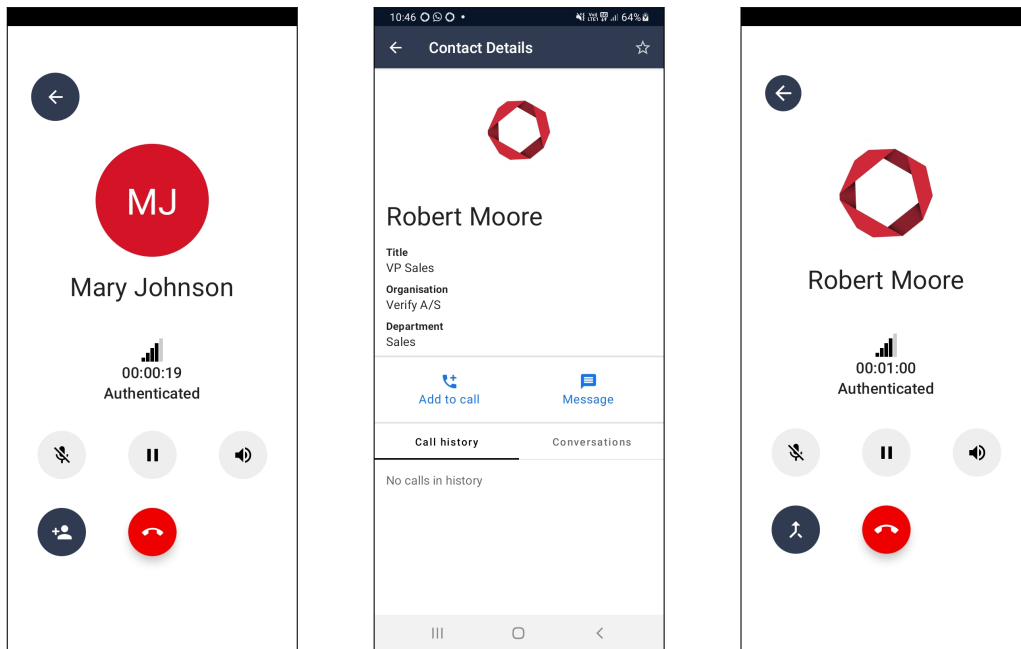 MJ
Mary Johnson
00:00:19
Authenticated
10:46
64%
Contact Details
Robert Moore
Title
VP Sales
Organisation
Verify A/S
Department
Sales
Add to call
Message
Call history
Conversations
No calls in history
Robert Moore
00:01:00
Authenticated